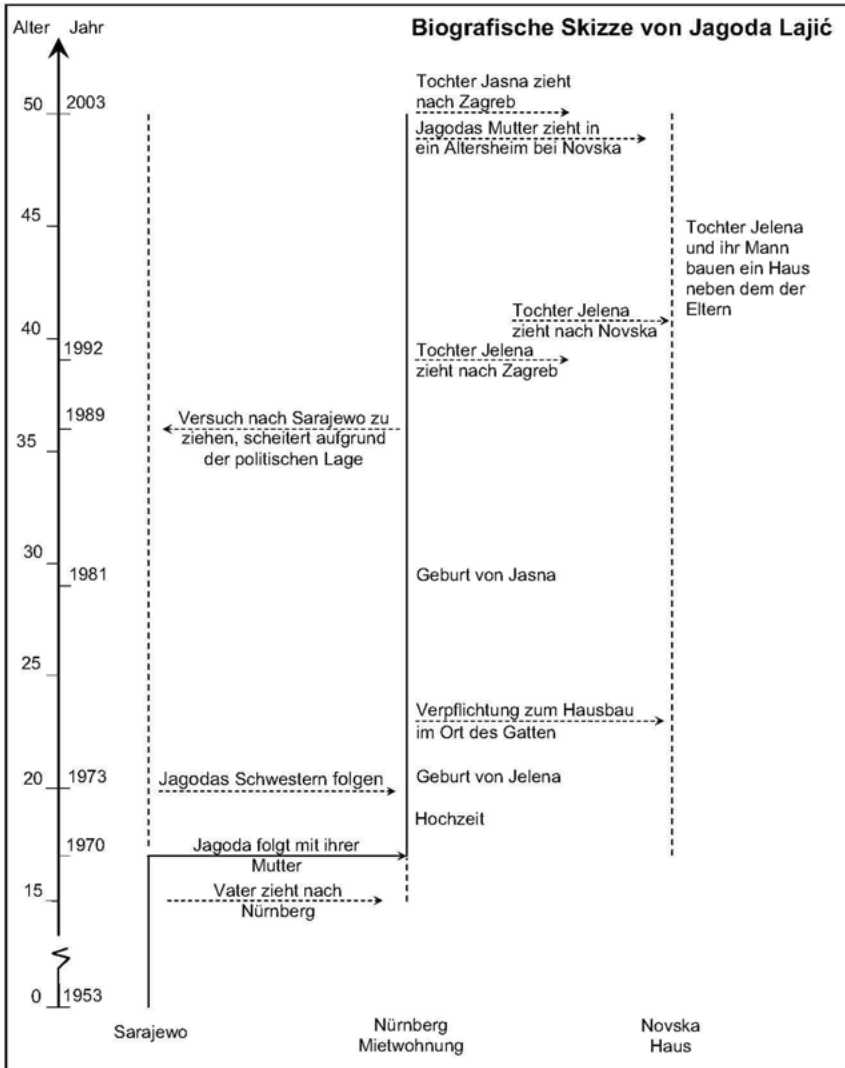 Alter Jahr
Biografische Skizze von Jagoda Lajić
Tochter Jasna zieht
nach Zagreb
50 2003
Jagodas Mutter zieht in
ein Altersheim bei Novska
45
Tochter Jelena
und ihr Mann
bauen ein Haus
neben dem der
Eltern
Tochter Jelena
zieht nach Novska
40
1992
Tochter Jelena
zieht nach Zagreb
1989
Versuch nach Sarajewo zu
ziehen, scheitert aufgrund
der politischen Lage
35
30
1981
Geburt von Jasna
25
Verpflichtung zum Hausbau
im Ort des Gatten
20 1973
Jagodas Schwestern folgen
Geburt von Jelena
Hochzeit
1970
Jagoda folgt mit ihrer
Mutter
15
Vater zieht nach
Nürnberg
0 1953
Sarajewo
Nürnberg
Mietwohnung
Novska
Haus